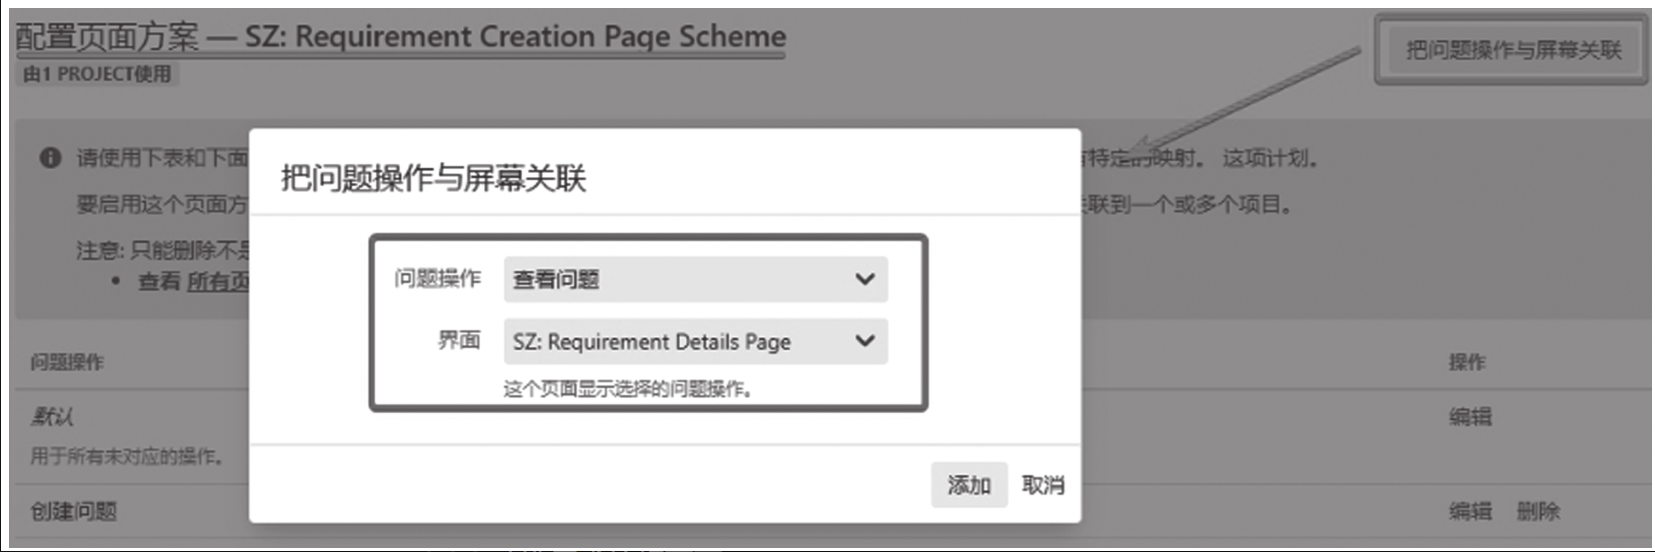 配置页面方案 — SZ: Requirement Creation Page Scheme
把问题操作与屏幕关联
由1 PROJECT使用
请使用下表和下面
特定的映射。 这项计划。
要启用这个页面方
联到一个或多个项目。
注意: 只能删除不是
• 查看 所有页
把问题操作与屏幕关联
问题操作 查看问题
界面 SZ: Requirement Details Page
这个页面显示选择的问题操作。
添加 取消
问题操作 操作
默认 编辑
用于所有未对应的操作。
创建问题 编辑 删除